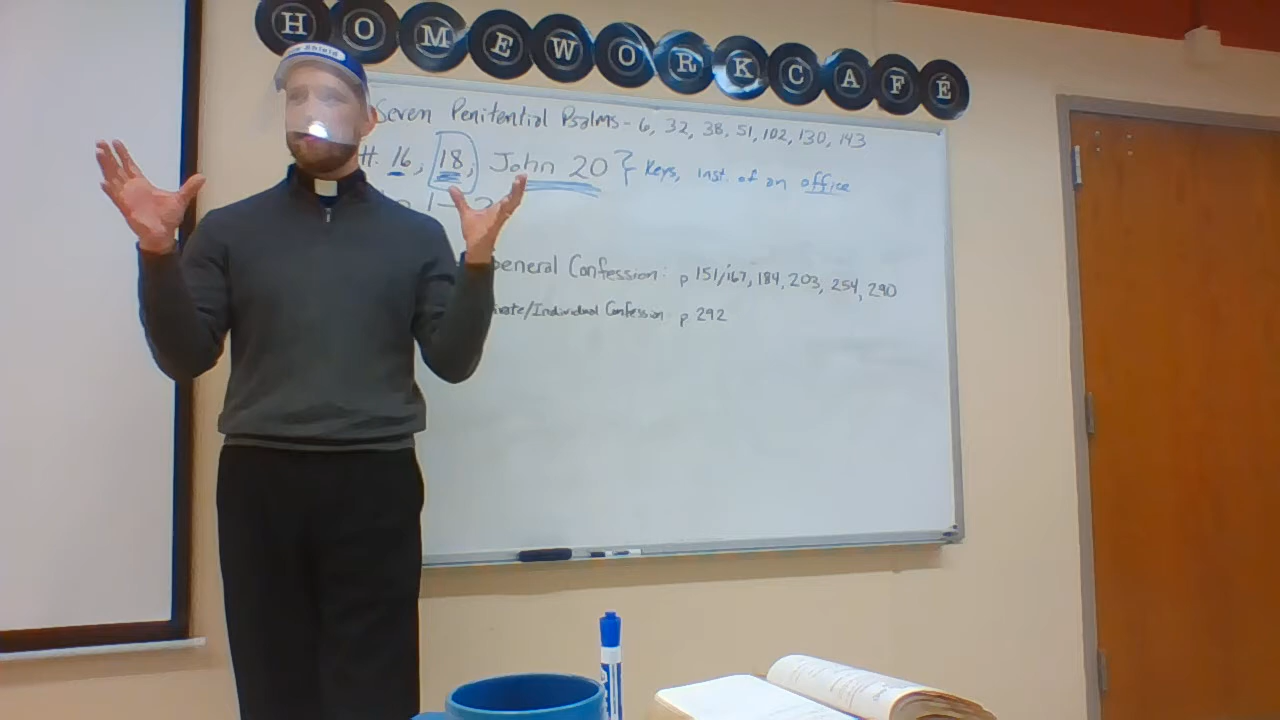 HOMEWORKCAFÉ
Shield
Seven Penitential Psalms - 6, 32, 38, 51, 102, 130, 143
16, 18, John 20 } Keys, inst. of an office
General Confession: p 151/167, 184, 203, 254, 290
/Individual Confession p 292